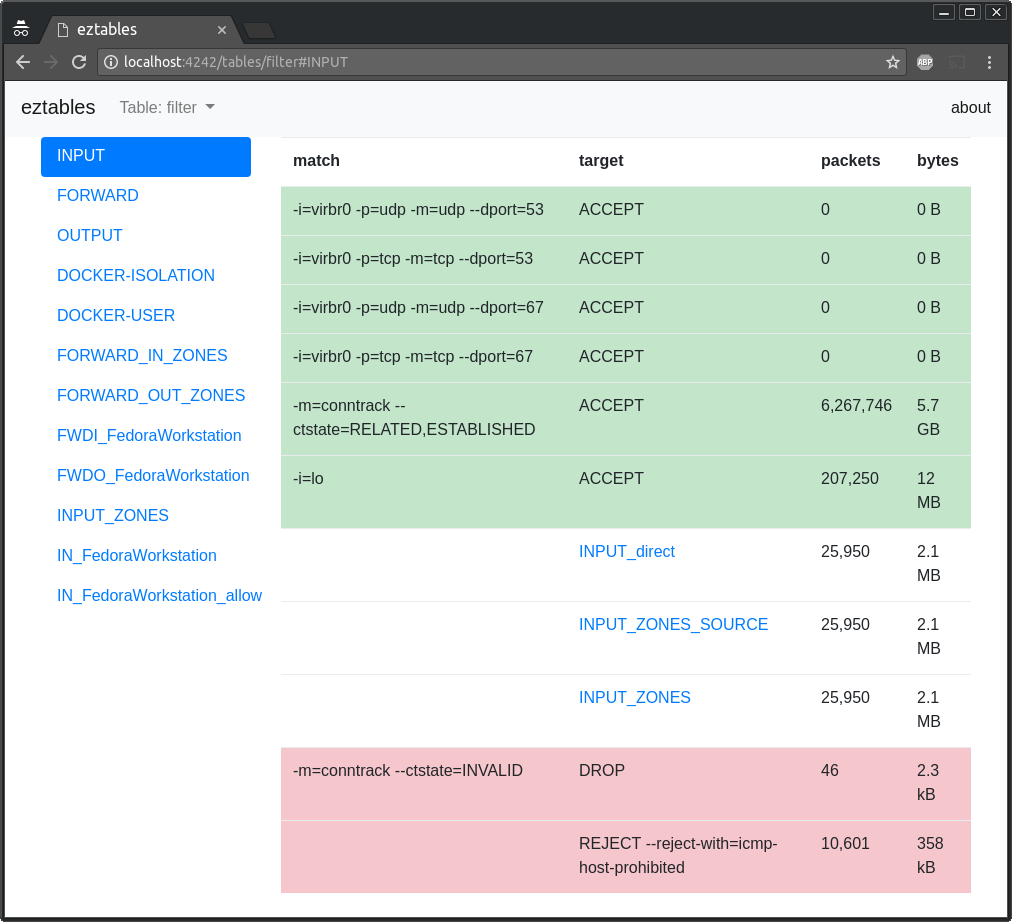 eztables
localhost:4242/tables/filter#INPUT
ABP
eztables Table: filter about
INPUT
FORWARD
OUTPUT
DOCKER-ISOLATION
DOCKER-USER
FORWARD_IN_ZONES
FORWARD_OUT_ZONES
FWDI_FedoraWorkstation
FWDO_FedoraWorkstation
INPUT_ZONES
IN_FedoraWorkstation
IN_FedoraWorkstation_allow
match target packets bytes
-i=virbr0 -p=udp -m=udp --dport=53 ACCEPT 0 0 B
-i=virbr0 -p=tcp -m=tcp --dport=53 ACCEPT 0 0 B
-i=virbr0 -p=udp -m=udp --dport=67 ACCEPT 0 0 B
-i=virbr0 -p=tcp -m=tcp --dport=67 ACCEPT 0 0 B
-m=conntrack -- ACCEPT 6,267,746 5.7
ctstate=RELATED,ESTABLISHED GB
-i=lo ACCEPT 207,250 12
MB
INPUT_direct 25,950 2.1
MB
INPUT_ZONES_SOURCE 25,950 2.1
MB
INPUT_ZONES 25,950 2.1
MB
-m=conntrack --ctstate=INVALID DROP 46 2.3
kB
REJECT --reject-with=icmp- 10,601 358
host-prohibited kB